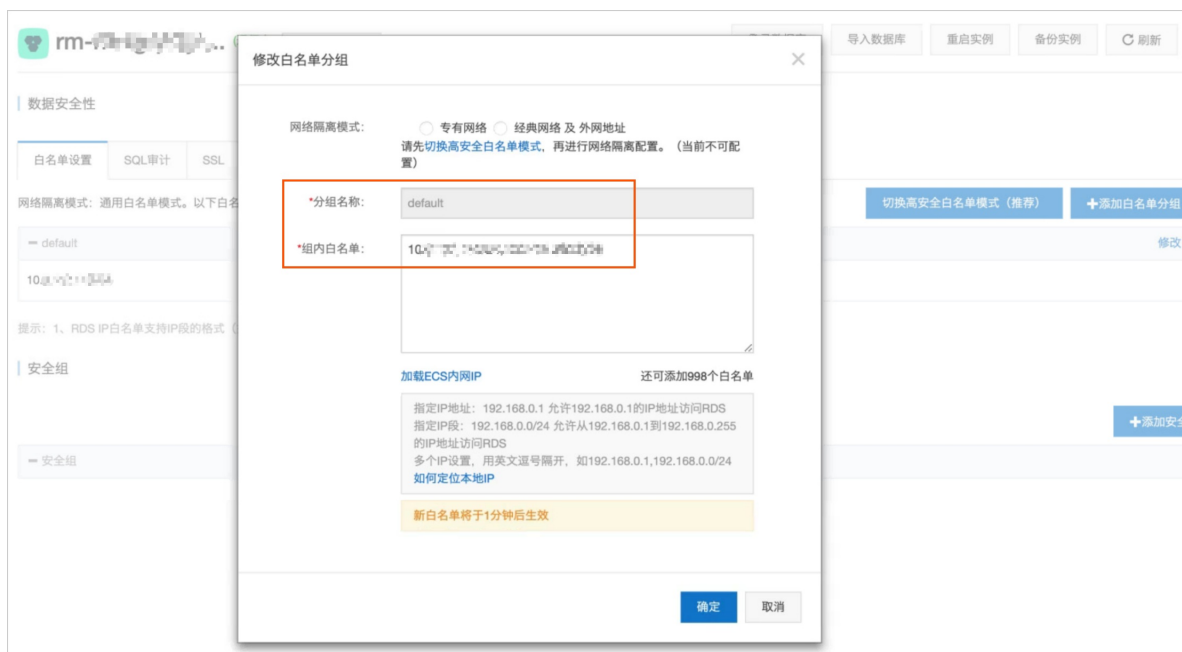 rm-
导入数据库
重启实例
备份实例
刷新
修改白名单分组
数据安全性
网络隔离模式：
专有网络
经典网络 及 外网地址
请先切换高安全白名单模式，再进行网络隔离配置。（当前不可配
置）
白名单设置
SQL审计
SSL
网络隔离模式：通用白名单模式。以下白名
切换高安全白名单模式（推荐）
添加白名单分组
*分组名称：
default
default
修改
*组内白名单：
10.
10.
提示：1、RDS IP白名单支持IP段的格式（
安全组
加载ECS内网IP
还可添加998个白名单
指定IP地址：192.168.0.1 允许192.168.0.1的IP地址访问RDS
指定IP段：192.168.0.0/24 允许从192.168.0.1到192.168.0.255
的IP地址访问RDS
多个IP设置，用英文逗号隔开，如192.168.0.1,192.168.0.0/24
如何定位本地IP
添加安全
安全组
新白名单将于1分钟后生效
确定
取消